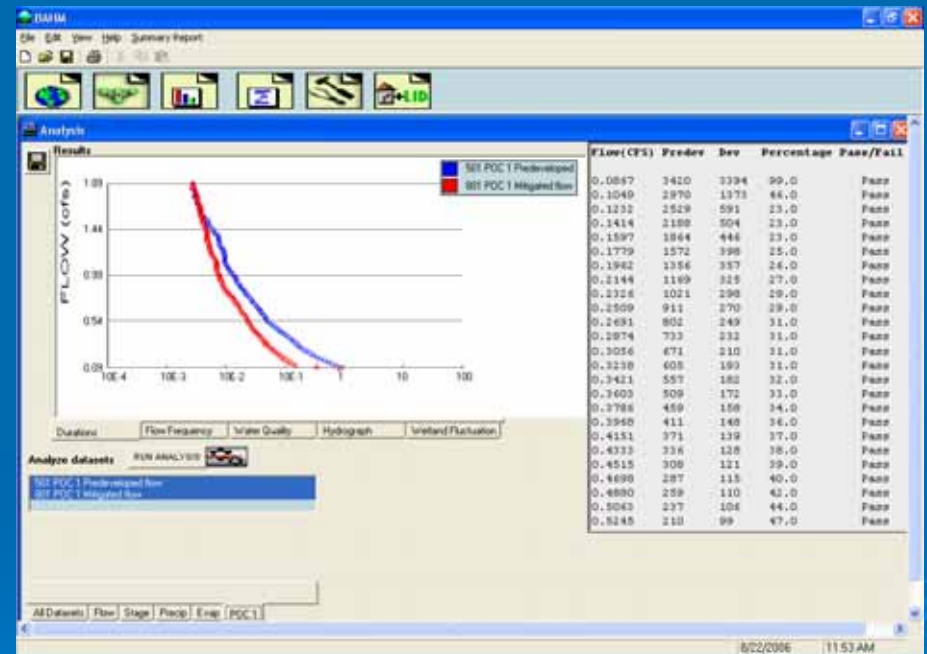 BAHM
File Edit View Help Summary Report
+LID
Analysis
Results
501 POC 1 Predeveloped
801 POC 1 Mitigated flow
FLOW (cfs)
1.89
1.44
0.99
0.54
0.09
10E-4 10E-3 10E-2 10E-1 1 10 100
Durations Flow Frequency Water Quality Hydrograph Wetland Fluctuation
Analyze datasets RUN ANALYSIS
501 POC 1 Predeveloped flow
801 POC 1 Mitigated flow
All Datasets Flow Stage Precip Evap POC 1
Flow(CFS) Predev Dev Percentage Pass/Fail
0.0867 3420 3394 99.0 Pass
0.1049 2970 1373 46.0 Pass
0.1232 2529 591 23.0 Pass
0.1414 2188 504 23.0 Pass
0.1597 1864 446 23.0 Pass
0.1779 1572 398 25.0 Pass
0.1962 1356 357 26.0 Pass
0.2144 1169 325 27.0 Pass
0.2326 1021 298 29.0 Pass
0.2509 911 270 29.0 Pass
0.2691 802 249 31.0 Pass
0.2874 733 232 31.0 Pass
0.3056 671 210 31.0 Pass
0.3238 605 193 31.0 Pass
0.3421 557 182 32.0 Pass
0.3603 509 172 33.0 Pass
0.3786 459 158 34.0 Pass
0.3968 411 148 36.0 Pass
0.4151 371 139 37.0 Pass
0.4333 336 128 38.0 Pass
0.4515 308 121 39.0 Pass
0.4698 287 115 40.0 Pass
0.4880 259 110 42.0 Pass
0.5063 237 106 44.0 Pass
0.5245 210 99 47.0 Pass
8/22/2006 11:53 AM